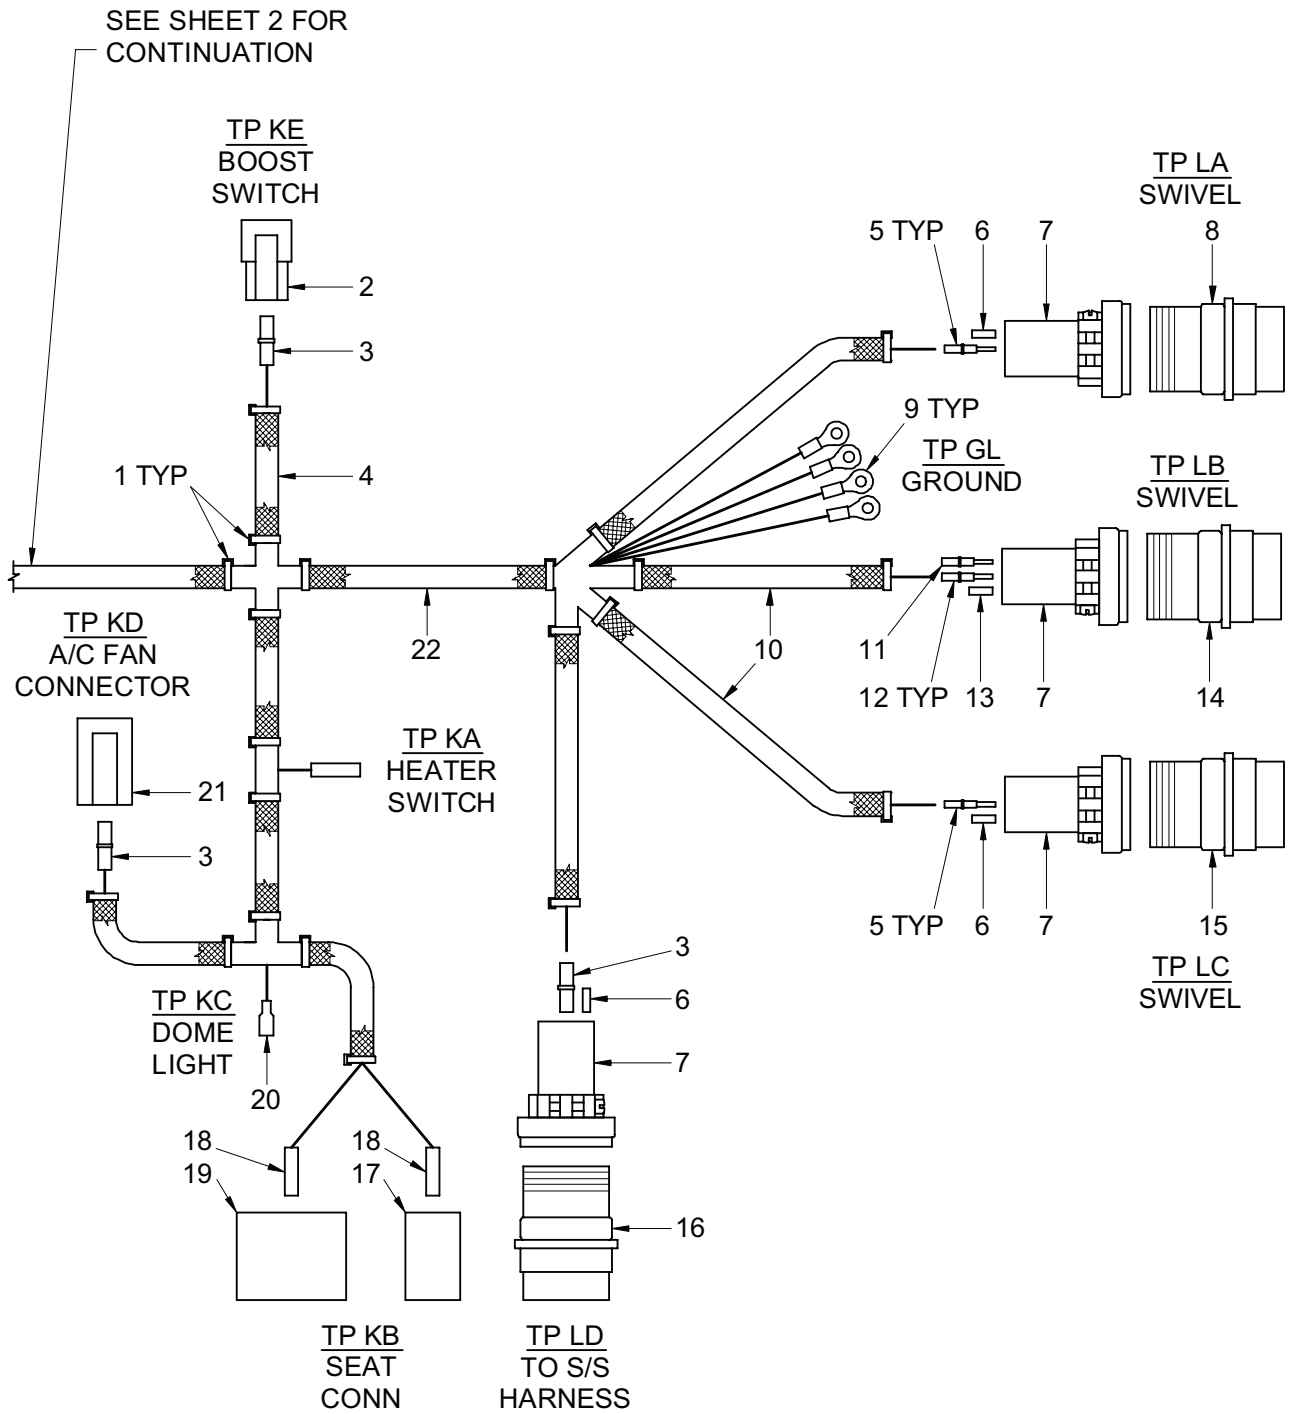 SEE SHEET 2 FOR
CONTINUATION
TP KE
BOOST
SWITCH
2
3
4
1 TYP
TP LA
SWIVEL
5 TYP
6
7
8
9 TYP
TP GL
GROUND
TP LB
SWIVEL
22
10
11
12 TYP
13
7
14
TP KD
A/C FAN
CONNECTOR
21
3
TP KA
HEATER
SWITCH
5 TYP
6
7
15
TP LC
SWIVEL
TP KC
DOME
LIGHT
20
3
6
7
16
18
19
18
17
TP KB
SEAT
CONN
TP LD
TO S/S
HARNESS